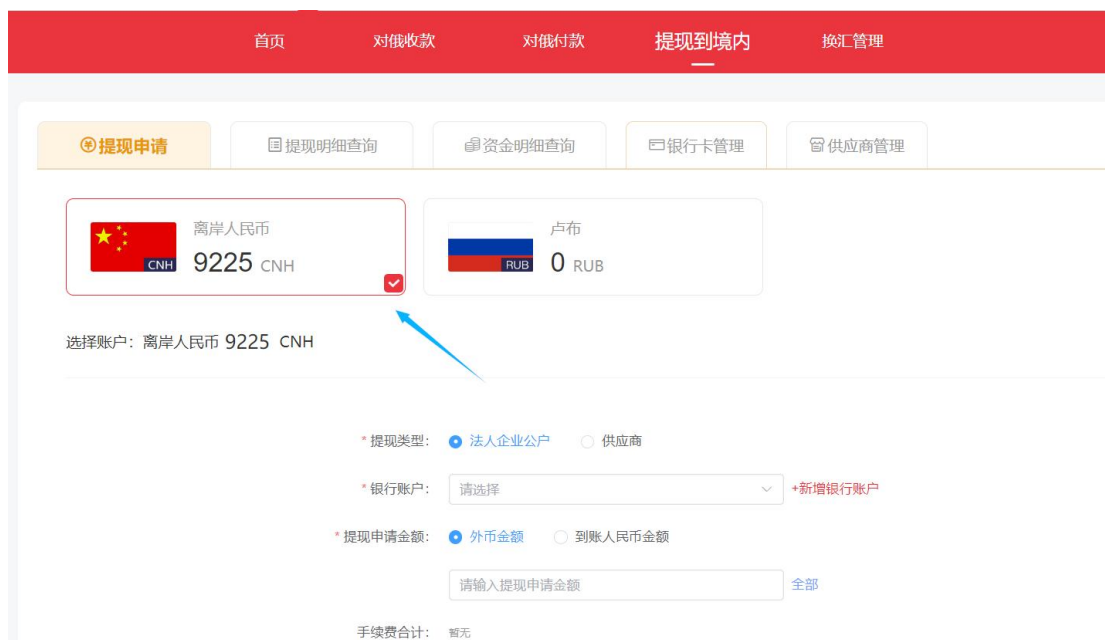 首页 对俄收款 对俄付款 提现到境内 换汇管理
提现申请 提现明细查询 资金明细查询 银行卡管理 供应商管理
离岸人民币
CNH 9225 CNH
卢布
RUB 0 RUB
选择账户：离岸人民币 9225 CNH
*提现类型： 法人企业公户 供应商
*银行账户： 请选择 +新增银行账户
*提现申请金额： 外币金额 到账人民币金额
请输入提现申请金额 全部
手续费合计： 暂无